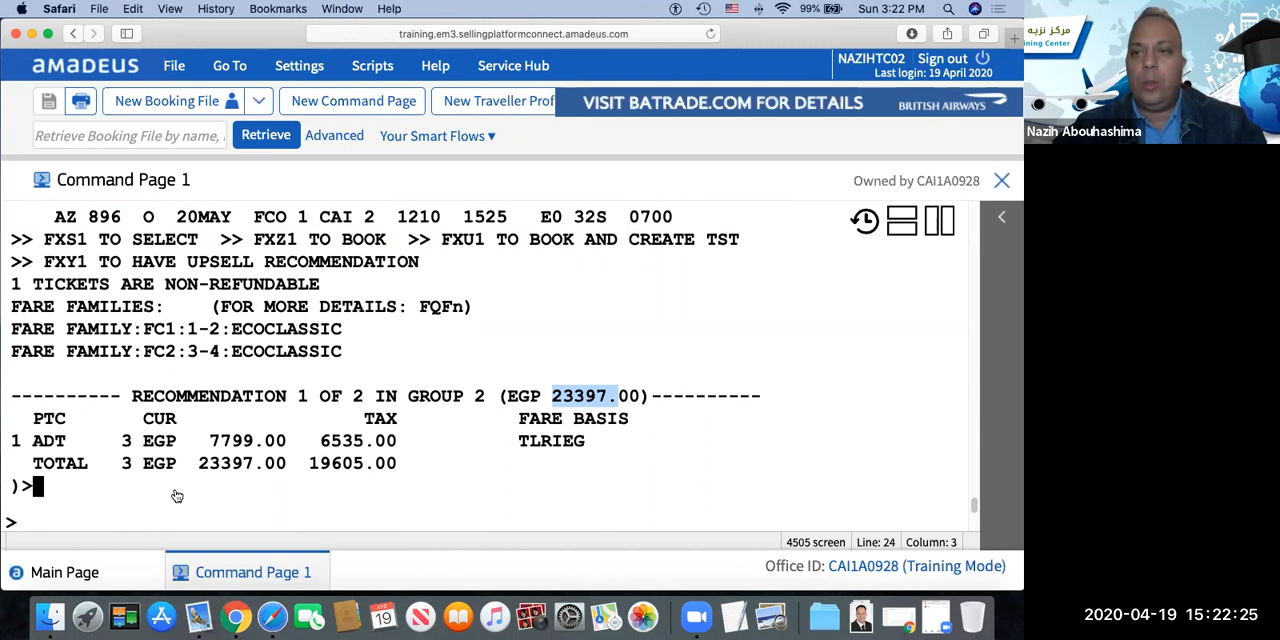 Safari File Edit View History Bookmarks Window Help 99% Sun 3:22 PM
training.em3.sellingplatformconnect.amadeus.com
مركز نزيه
ning Center
amadeus File Go To Settings Scripts Help Service Hub
NAZIHTC02 Sign out
Last login: 19 April 2020
New Booking File New Command Page New Traveller Prof
VISIT BATRADE.COM FOR DETAILS BRITISH AIRWAYS
Retrieve Booking File by name, Retrieve Advanced Your Smart Flows
Nazih Abouhashima
Command Page 1 Owned by CAI1A0928
AZ 896 O 20MAY FCO 1 CAI 2 1210 1525 E0 32S 0700
>> FXS1 TO SELECT >> FXZ1 TO BOOK >> FXU1 TO BOOK AND CREATE TST
>> FXY1 TO HAVE UPSELL RECOMMENDATION
1 TICKETS ARE NON-REFUNDABLE
FARE FAMILIES: (FOR MORE DETAILS: FQFn)
FARE FAMILY:FC1:1-2:ECOCLASSIC
FARE FAMILY:FC2:3-4:ECOCLASSIC
---------- RECOMMENDATION 1 OF 2 IN GROUP 2 (EGP 23397.00)----------
PTC CUR TAX FARE BASIS
1 ADT 3 EGP 7799.00 6535.00 TLRIEG
TOTAL 3 EGP 23397.00 19605.00
)>
>
4505 screen Line: 24 Column: 3
Main Page Command Page 1 Office ID: CAI1A0928 (Training Mode)
APR
19
2020-04-19 15:22:25